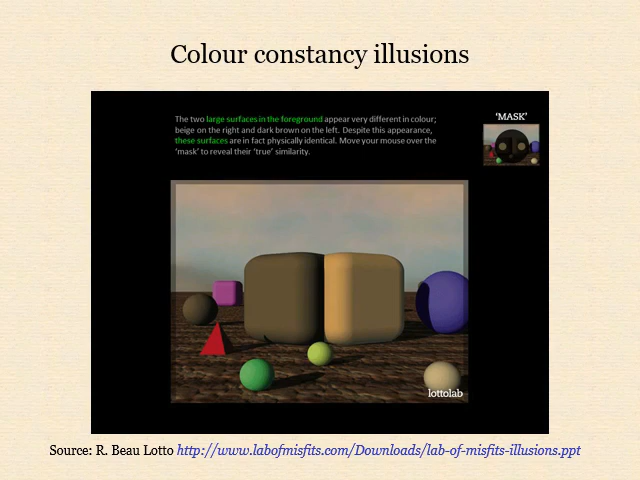 Colour constancy illusions
The two large surfaces in the foreground appear very different in colour;
beige on the right and dark brown on the left. Despite this appearance,
these surfaces are in fact physically identical. Move your mouse over the
‘mask’ to reveal their ‘true’ similarity.
‘MASK’
lottolab
Source: R. Beau Lotto http://www.labofmisfits.com/Downloads/lab-of-misfits-illusions.ppt